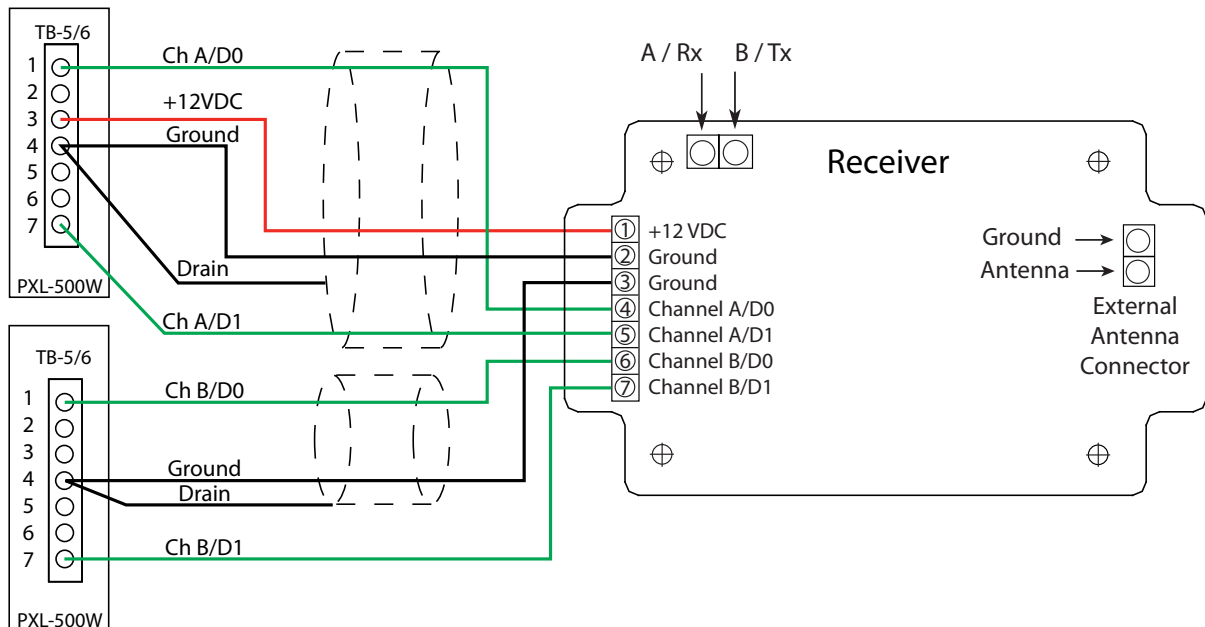 TB-5/6
1
2
3
4
5
6
7
PXL-500W
Ch A/D0
+12VDC
Ground
Drain
Ch A/D1
TB-5/6
1
2
3
4
5
6
7
PXL-500W
Ch B/D0
Ground
Drain
Ch B/D1
A / Rx
B / Tx
Receiver
1 +12 VDC
2 Ground
3 Ground
4 Channel A/D0
5 Channel A/D1
6 Channel B/D0
7 Channel B/D1
Ground
Antenna
External
Antenna
Connector